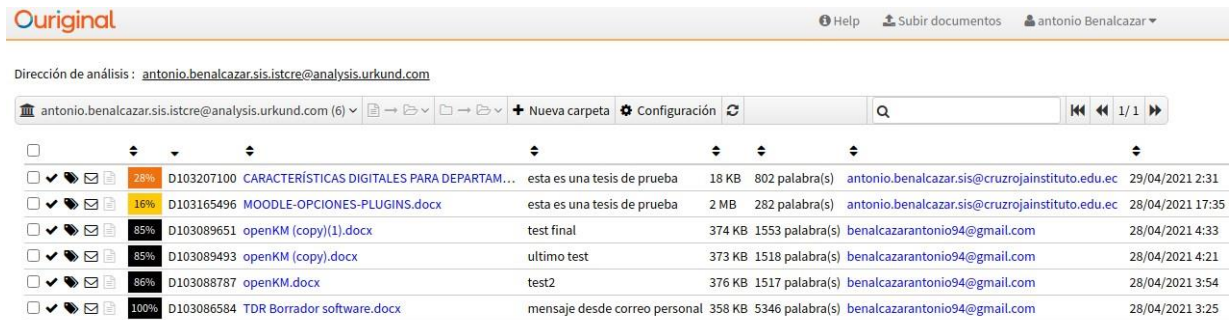 Ouriginal Help Subir documentos antonio Benalcazar
Dirección de análisis : antonio.benalcazar.sis.istcre@analysis.urkund.com
antonio.benalcazar.sis.istcre@analysis.urkund.com (6) Nueva carpeta Configuración 1/ 1
28% D103207100 CARACTERÍSTICAS DIGITALES PARA DEPARTAM... esta es una tesis de prueba 18 KB 802 palabra(s) antonio.benalcazar.sis@cruzrojainstituto.edu.ec 29/04/2021 2:31
16% D103165496 MOODLE-OPCIONES-PLUGINS.docx esta es una tesis de prueba 2 MB 282 palabra(s) antonio.benalcazar.sis@cruzrojainstituto.edu.ec 28/04/2021 17:35
85% D103089651 openKM (copy)(1).docx test final 374 KB 1553 palabra(s) benalcazarantonio94@gmail.com 28/04/2021 4:33
85% D103089493 openKM (copy).docx ultimo test 373 KB 1518 palabra(s) benalcazarantonio94@gmail.com 28/04/2021 4:21
86% D103088787 openKM.docx test2 376 KB 1517 palabra(s) benalcazarantonio94@gmail.com 28/04/2021 3:54
100% D103086584 TDR Borrador software.docx mensaje desde correo personal 358 KB 5346 palabra(s) benalcazarantonio94@gmail.com 28/04/2021 3:25